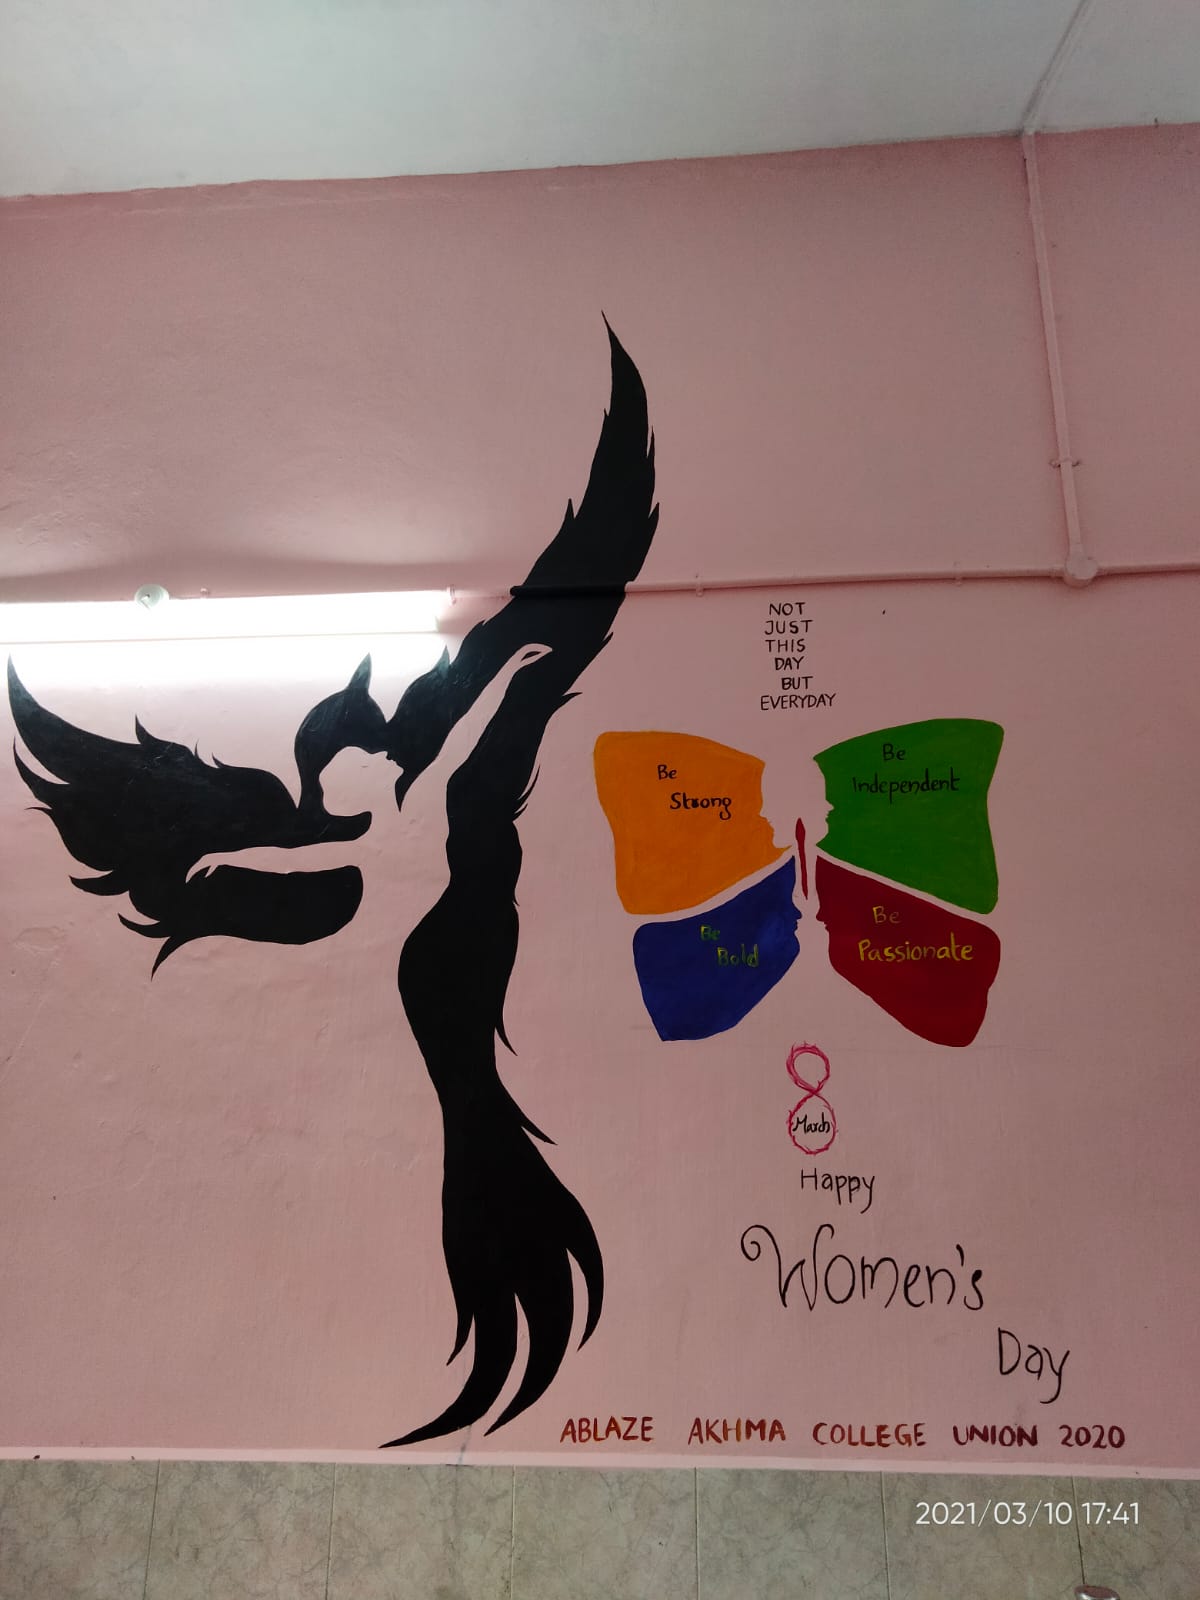 NOT
JUST
THIS
DAY
BUT
EVERYDAY
Be
Strong
Be
Independent
Be
Bold
Be
Passionate
8
March
Happy
Women's
Day
ABLAZE AKHMA COLLEGE UNION 2020
2021/03/10 17:41